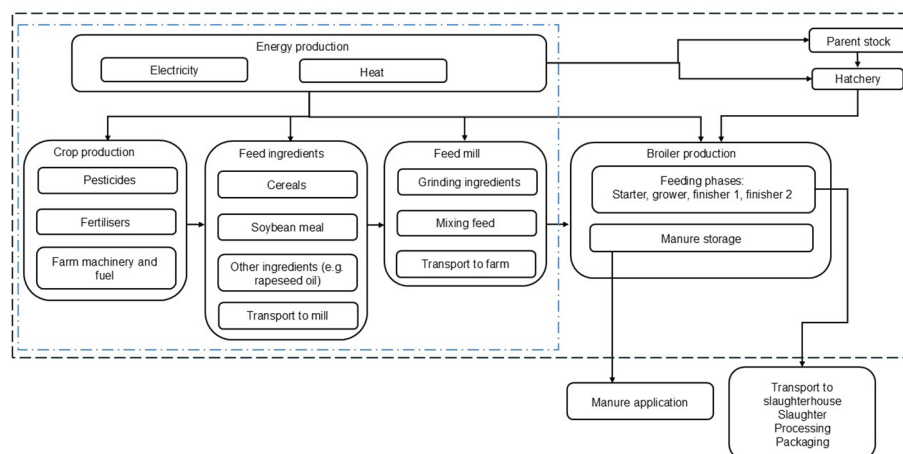 Energy production
Electricity
Heat
Parent stock
Hatchery
Crop production
Pesticides
Fertilisers
Farm machinery and
fuel
Feed ingredients
Cereals
Soybean meal
Other ingredients (e.g.
rapeseed oil)
Transport to mill
Feed mill
Grinding ingredients
Mixing feed
Transport to farm
Broiler production
Feeding phases:
Starter, grower, finisher 1, finisher 2
Manure storage
Manure application
Transport to
slaughterhouse
Slaughter
Processing
Packaging